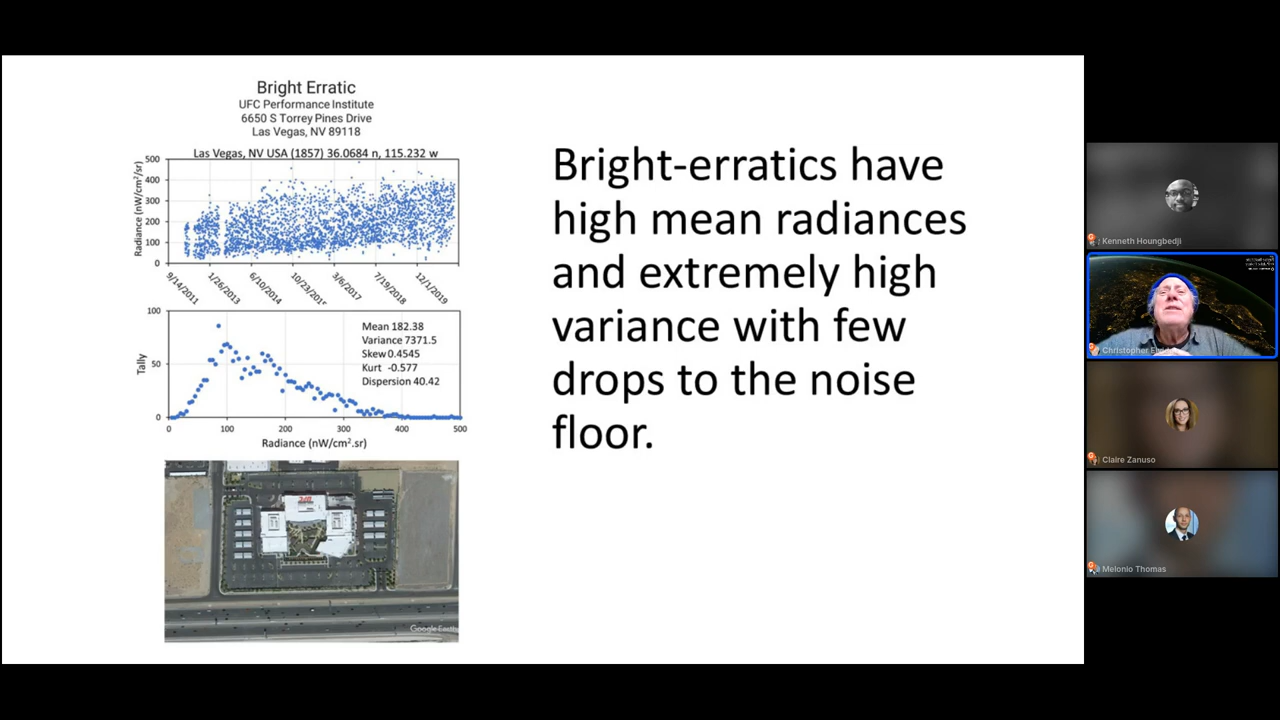 Bright Erratic
UFC Performance Institute
6650 S Torrey Pines Drive
Las Vegas, NV 89118
Las Vegas, NV USA (1857) 36.0684 n, 115.232 w
Radiance (nW/cm²/sr)
500
400
300
200
100
0
9/14/2011
1/26/2013
6/10/2014
3/6/2017
7/19/2018
12/1/2019
Tally
100
50
0
Mean 182.38
Variance 7371.5
Skew 0.4545
Kurt -0.577
Dispersion 40.42
0 100 200 300 400 500
Radiance (nW/cm².sr)
Google Earth
Bright-erratics have
high mean radiances
and extremely high
variance with few
drops to the noise
floor.
Kenneth Houngbedji
Christopher
Claire Zanuso
Melonio Thomas